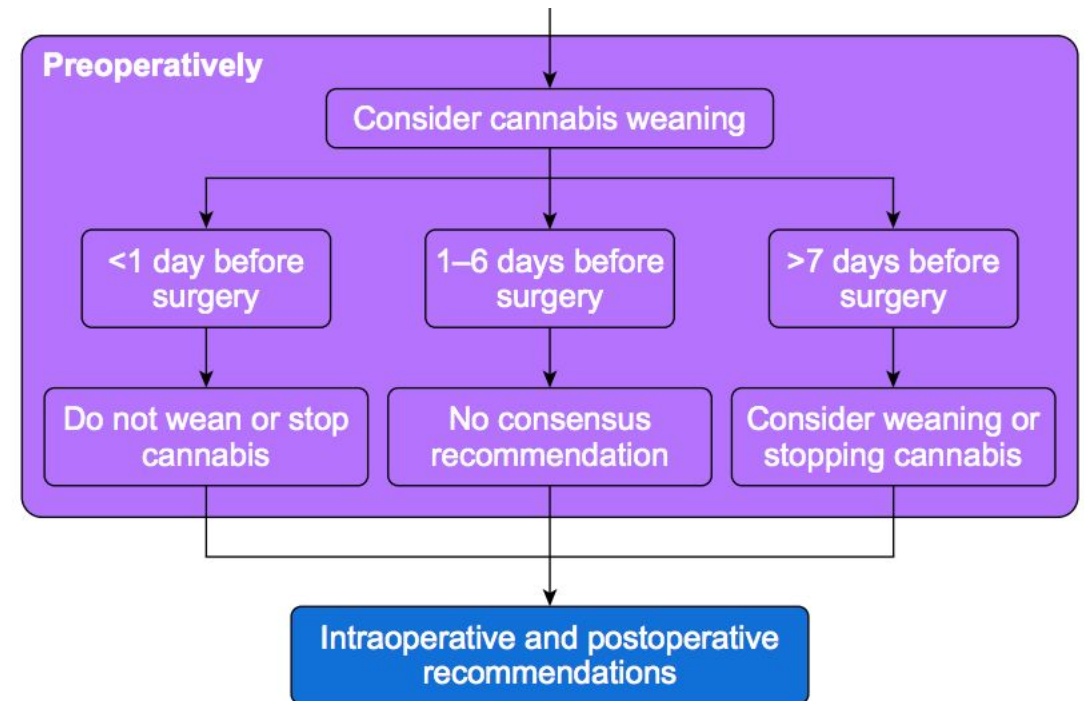 Preoperatively
Consider cannabis weaning
<1 day before
surgery
1–6 days before
surgery
>7 days before
surgery
Do not wean or stop
cannabis
No consensus
recommendation
Consider weaning or
stopping cannabis
Intraoperative and postoperative
recommendations